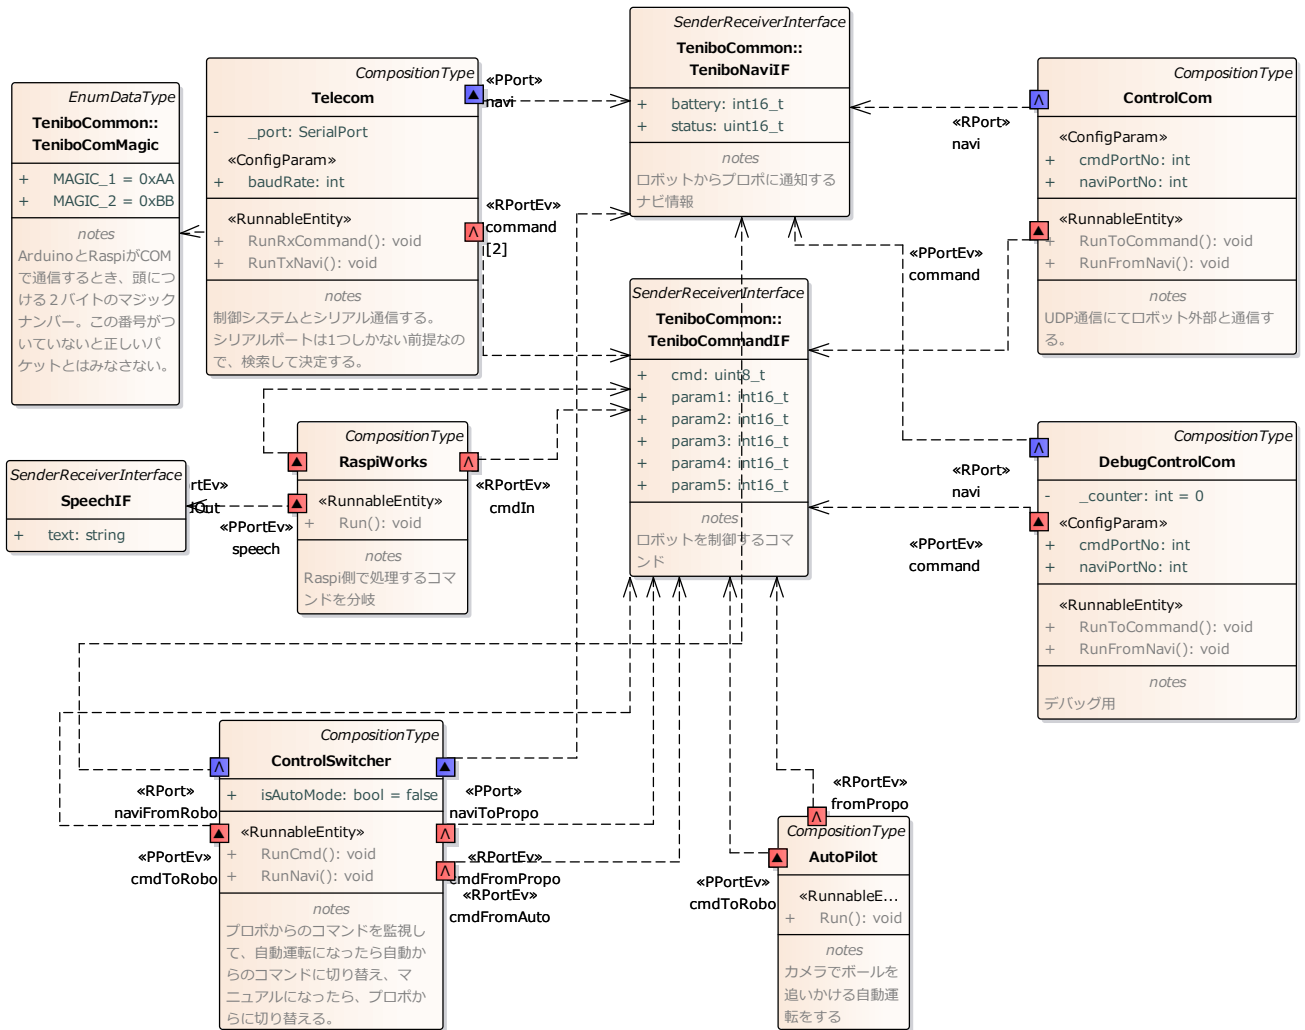 EnumDataType
TeniboCommon::
TeniboComMagic
+ MAGIC_1 = 0xAA
+ MAGIC_2 = 0xBB
notes
ArduinoとRaspiがCOM
で通信するとき、頭につ
ける２バイトのマジック
ナンバー。この番号がつ
いていないと正しいパ
ケットとはみなさない。
CompositionType
Telecom
- _port: SerialPort
«ConfigParam»
+ baudRate: int
«RunnableEntity»
+ RunRxCommand(): void
+ RunTxNavi(): void
notes
制御システムとシリアル通信する。
シリアルポートは1つしかない前提なの
で、検索して決定する。
«PPort»
navi
«RPortEv»
command
[2]
SenderReceiverInterface
TeniboCommon::
TeniboNaviIF
+ battery: int16_t
+ status: uint16_t
notes
ロボットからプロポに通知する
ナビ情報
CompositionType
ControlCom
«ConfigParam»
+ cmdPortNo: int
+ naviPortNo: int
«RunnableEntity»
+ RunToCommand(): void
+ RunFromNavi(): void
notes
UDP通信にてロボット外部と通信す
る。
«RPort»
navi
«PPortEv»
command
SenderReceiverInterface
TeniboCommon::
TeniboCommandIF
+ cmd: uint8_t
+ param1: int16_t
+ param2: int16_t
+ param3: int16_t
+ param4: int16_t
+ param5: int16_t
notes
ロボットを制御するコマ
ンド
CompositionType
DebugControlCom
- _counter: int = 0
«ConfigParam»
+ cmdPortNo: int
+ naviPortNo: int
«RunnableEntity»
+ RunToCommand(): void
+ RunFromNavi(): void
notes
デバッグ用
«RPort»
navi
«PPortEv»
command
SenderReceiverInterface
SpeechIF
+ text: string
rtEv»
CompositionType
RaspiWorks
«RunnableEntity»
+ Run(): void
notes
Raspi側で処理するコマ
ンドを分岐
«PPortEv»
speech
«RPortEv»
cmdIn
CompositionType
ControlSwitcher
+ isAutoMode: bool = false
«RunnableEntity»
+ RunCmd(): void
+ RunNavi(): void
notes
プロポからのコマンドを監視し
て、自動運転になったら自動か
らのコマンドに切り替え、マ
ニュアルになったら、プロポか
らに切り替える。
«RPort»
naviFromRobo
«PPortEv»
cmdToRobo
«PPort»
naviToPropo
«RPortEv»
cmdFromPropo
«RPortEv»
cmdFromAuto
«RPortEv»
fromPropo
CompositionType
AutoPilot
«RunnableE...
+ Run(): void
notes
カメラでボールを
追いかける自動運
転をする
«PPortEv»
cmdToRobo